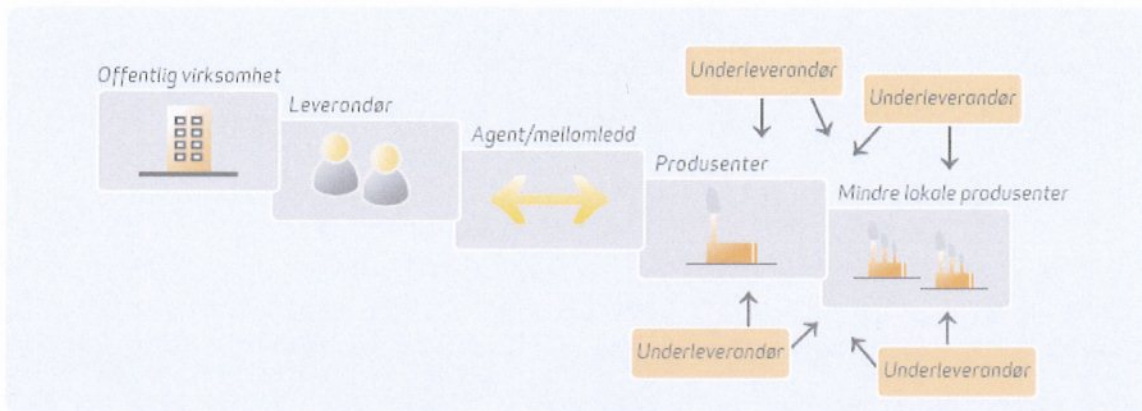 Offentlig virksomhet
Leverandør
Agent/mellomledd
Produsenter
Mindre lokale produsenter
Underleverandør
Underleverandør
Underleverandør
Underleverandør